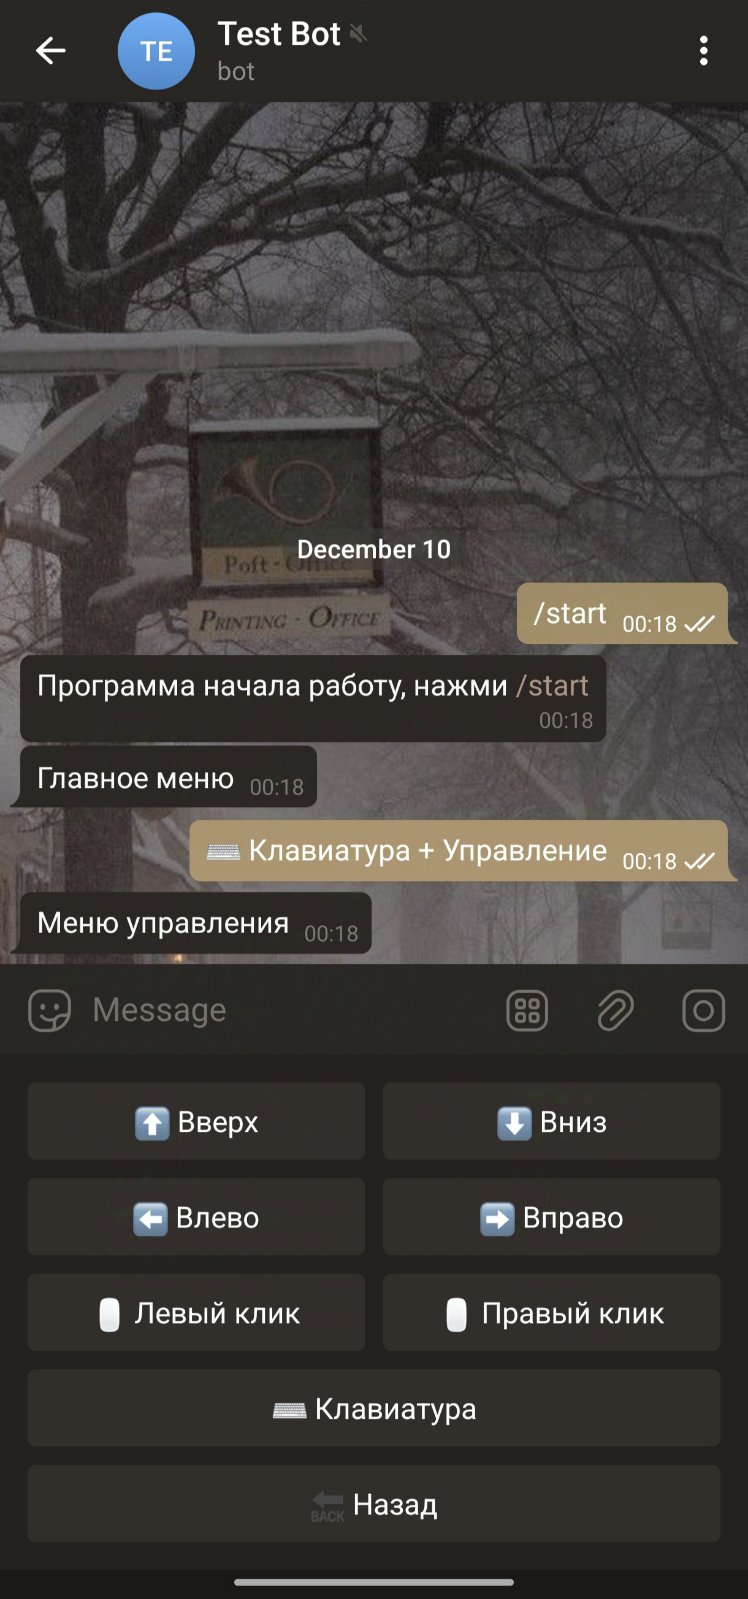 TE
Test Bot
bot
Poft - Office
PRINTING - OFFICE
December 10
/start 00:18
Программа начала работу, нажми /start
00:18
Главное меню 00:18
⌨️ Клавиатура + Управление 00:18
Меню управления 00:18
Message
⬆️ Вверх
⬇️ Вниз
⬅️ Влево
➡️ Вправо
Левый клик
Правый клик
⌨️ Клавиатура
BACK Назад